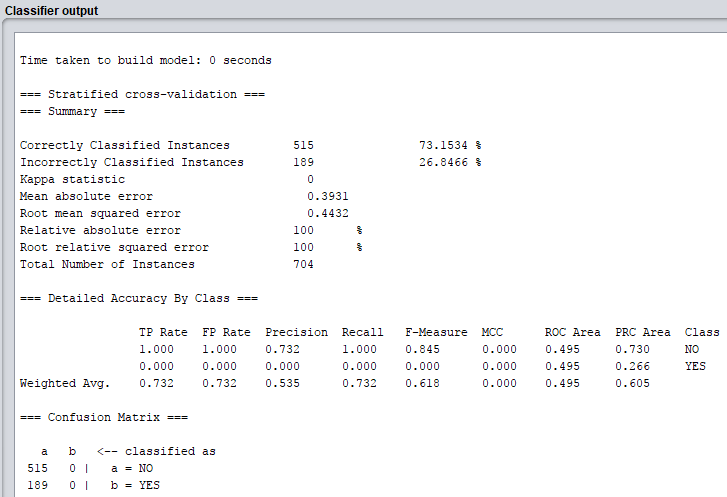 Classifier output
Time taken to build model: 0 seconds
=== Stratified cross-validation ===
=== Summary ===
Correctly Classified Instances 515 73.1534 %
Incorrectly Classified Instances 189 26.8466 %
Kappa statistic 0
Mean absolute error 0.3931
Root mean squared error 0.4432
Relative absolute error 100 %
Root relative squared error 100 %
Total Number of Instances 704
=== Detailed Accuracy By Class ===
TP Rate FP Rate Precision Recall F-Measure MCC ROC Area PRC Area Class
1.000 1.000 0.732 1.000 0.845 0.000 0.495 0.730 NO
0.000 0.000 0.000 0.000 0.000 0.000 0.495 0.266 YES
Weighted Avg. 0.732 0.732 0.535 0.732 0.618 0.000 0.495 0.605
=== Confusion Matrix ===
a b <-- classified as
515 0 | a = NO
189 0 | b = YES